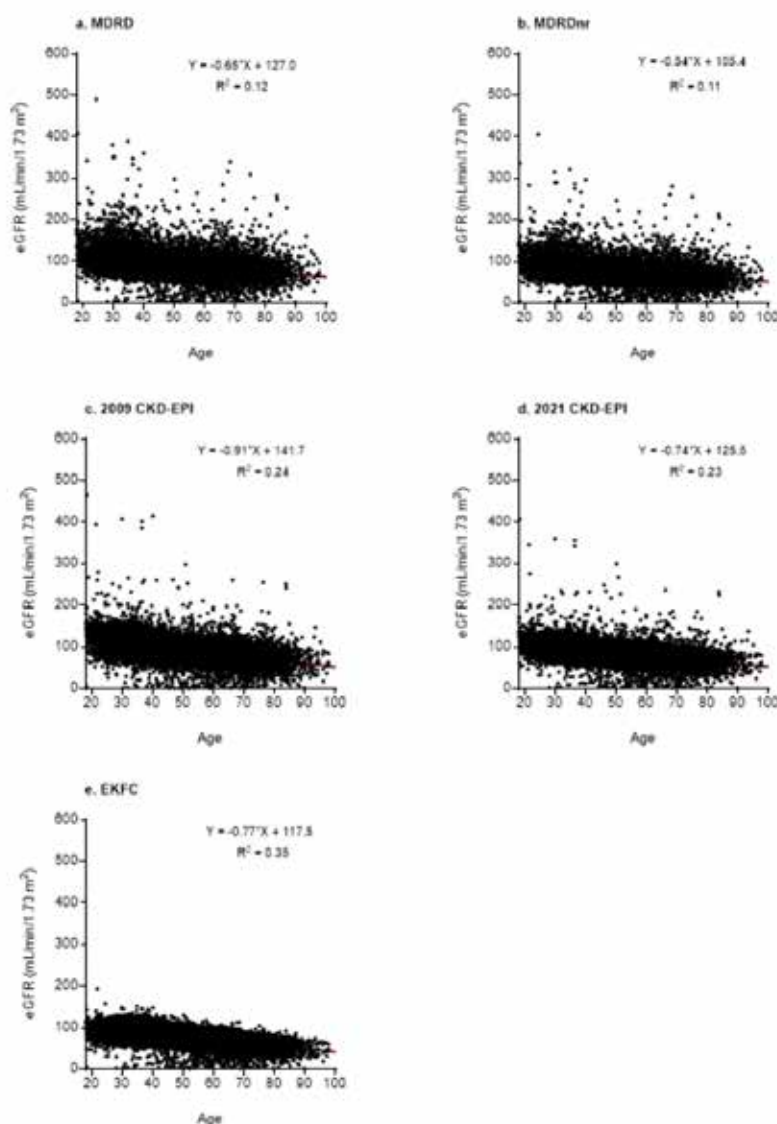 a. MDRD
Y = -0.65*X + 127.0
R² = 0.12
600
500
400
300
200
100
0
20 30 40 50 60 70 80 90 100
eGFR (mL/min/1.73 m²)
Age
b. MDRDnr
Y = -0.54*X + 105.4
R² = 0.11
600
500
400
300
200
100
0
20 30 40 50 60 70 80 90 100
eGFR (mL/min/1.73 m²)
Age
c. 2009 CKD-EPI
Y = -0.91*X + 141.7
R² = 0.24
600
500
400
300
200
100
0
20 30 40 50 60 70 80 90 100
eGFR (mL/min/1.73 m²)
Age
d. 2021 CKD-EPI
Y = -0.74*X + 125.5
R² = 0.23
600
500
400
300
200
100
0
20 30 40 50 60 70 80 90 100
eGFR (mL/min/1.73 m²)
Age
e. EKFC
Y = -0.77*X + 117.5
R² = 0.35
600
500
400
300
200
100
0
20 30 40 50 60 70 80 90 100
eGFR (mL/min/1.73 m²)
Age